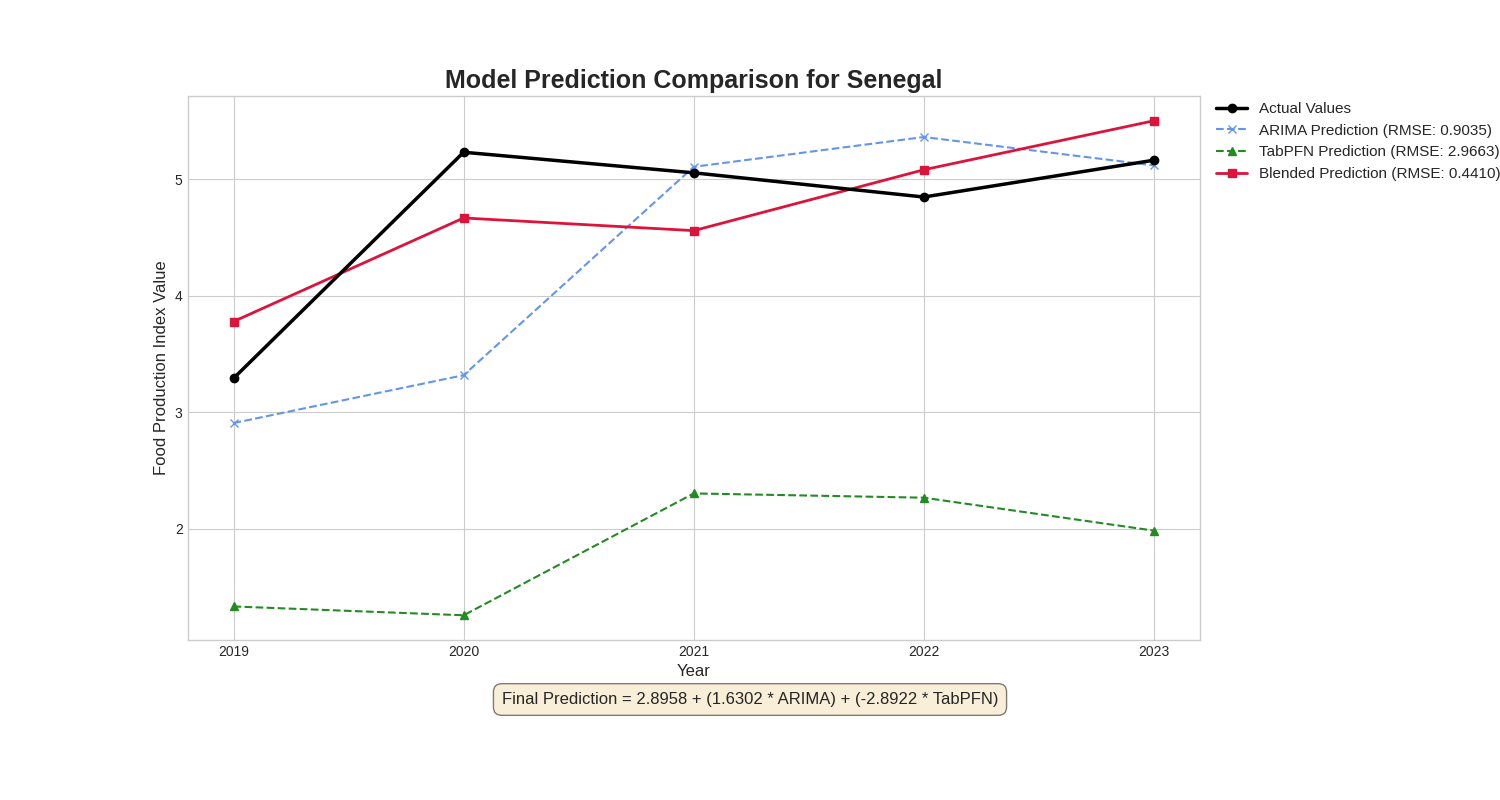 Model Prediction Comparison for Senegal
Actual Values
ARIMA Prediction (RMSE: 0.9035)
TabPFN Prediction (RMSE: 2.9663)
Blended Prediction (RMSE: 0.4410)
Food Production Index Value
5
4
3
2
2019 2020 2021 2022 2023
Year
Final Prediction = 2.8958 + (1.6302 * ARIMA) + (-2.8922 * TabPFN)